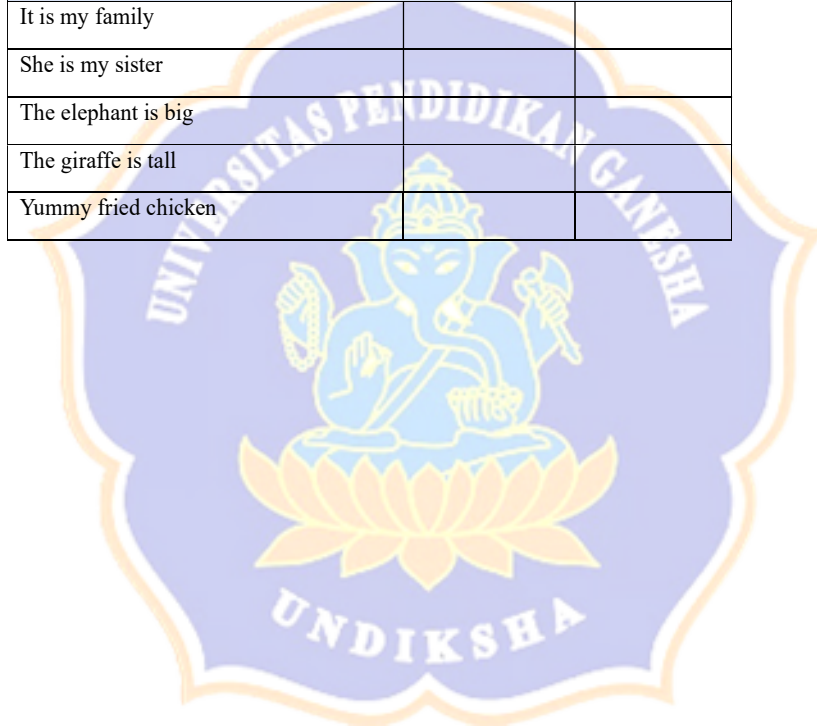 It is my family
She is my sister
The elephant is big
The giraffe is tall
Yummy fried chicken
UNIVERSITAS PENDIDIKAN GANESHA
UNDIKSHA